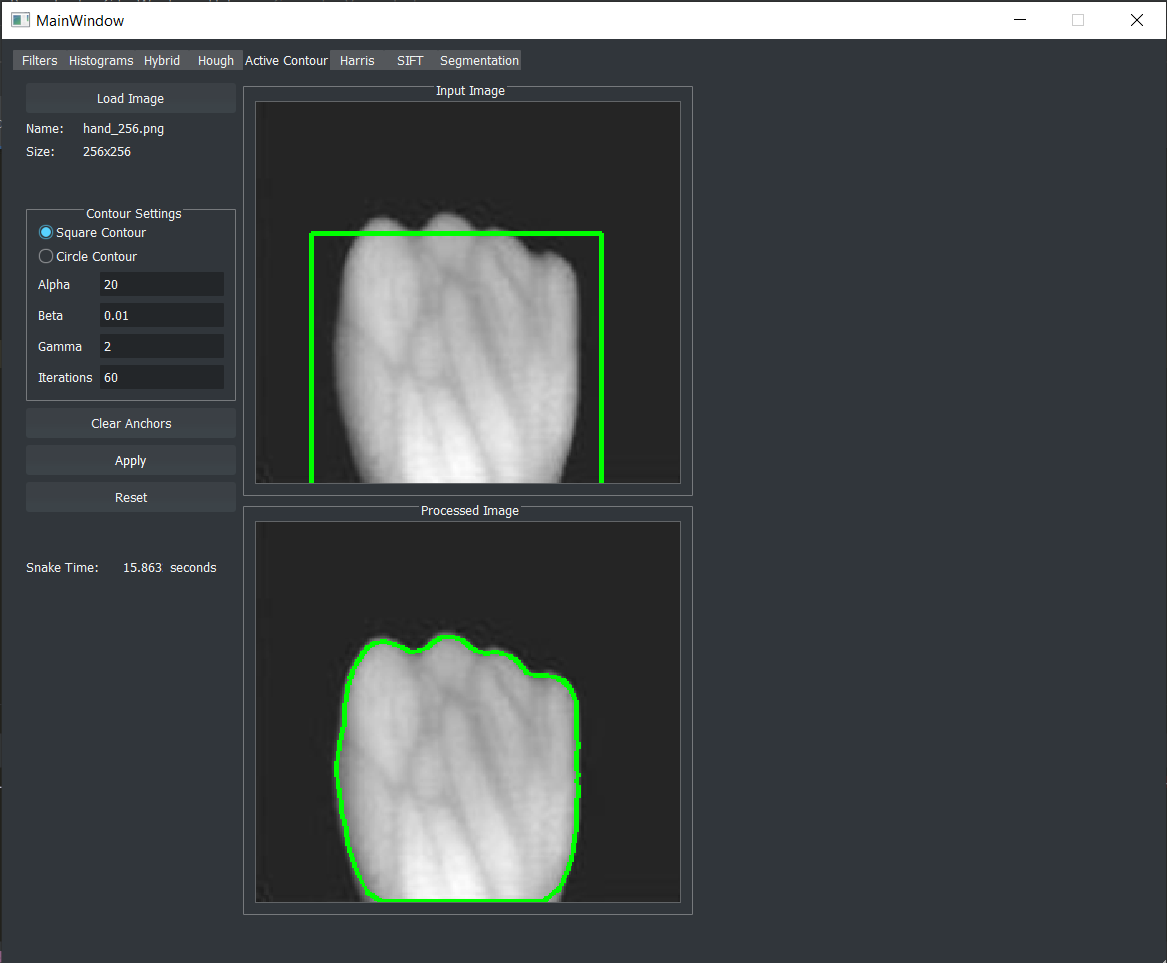 MainWindow
Filters Histograms Hybrid Hough Active Contour Harris SIFT Segmentation
Load Image
Name: hand_256.png
Size: 256x256
Contour Settings
Square Contour
Circle Contour
Alpha 20
Beta 0.01
Gamma 2
Iterations 60
Clear Anchors
Apply
Reset
Snake Time: 15.863 seconds
Input Image
Processed Image